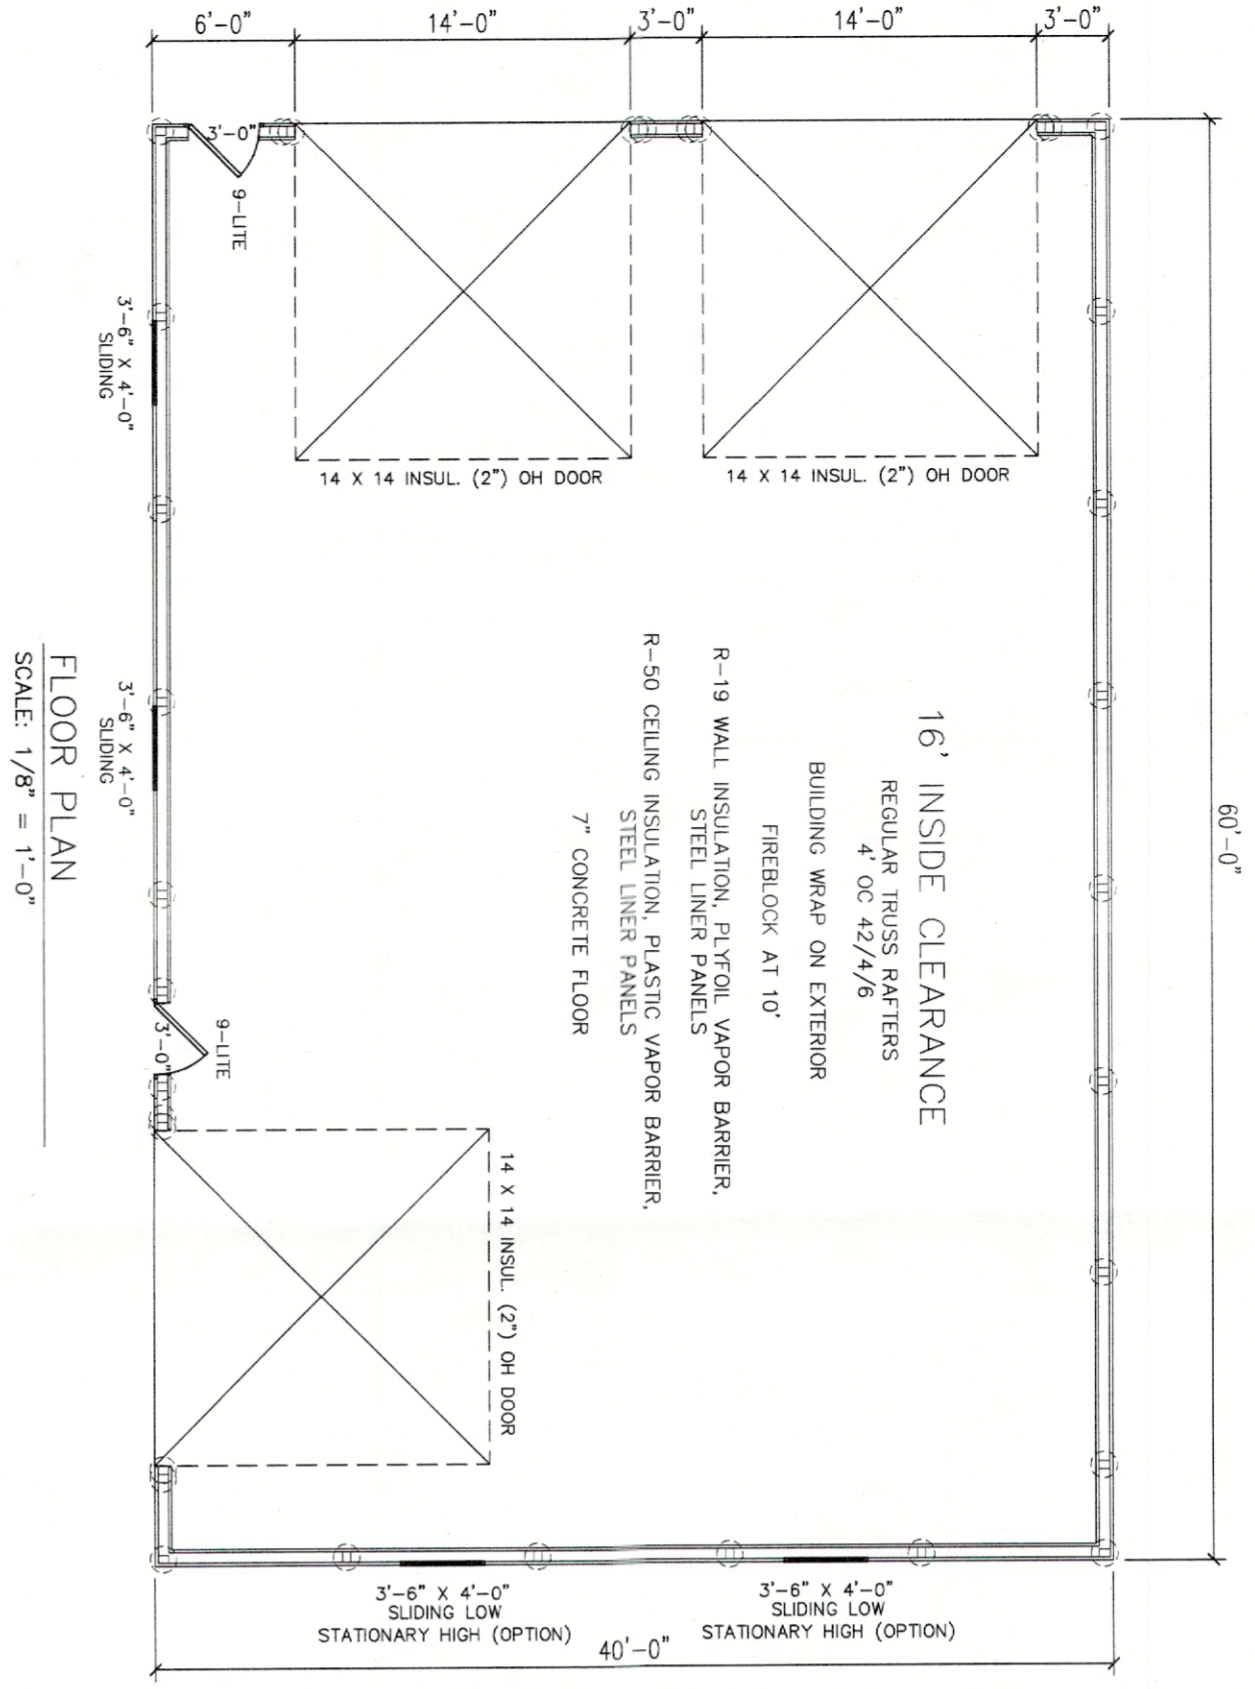 6'-0"
14'-0"
3'-0"
14'-0"
3'-0"
3'-0"
9-LITE
3'-6" X 4'-0"
SLIDING
14 X 14 INSUL. (2") OH DOOR
14 X 14 INSUL. (2") OH DOOR
60'-0"
16' INSIDE CLEARANCE
REGULAR TRUSS RAFTERS
4' OC 42/4/6
BUILDING WRAP ON EXTERIOR
FIREBLOCK AT 10'
R-19 WALL INSULATION, PLYFOIL VAPOR BARRIER,
STEEL LINER PANELS
R-50 CEILING INSULATION, PLASTIC VAPOR BARRIER,
STEEL LINER PANELS
7" CONCRETE FLOOR
3'-6" X 4'-0"
SLIDING
FLOOR PLAN
SCALE: 1/8" = 1'-0"
9-LITE
3'-0"
14 X 14 INSUL. (2") OH DOOR
3'-6" X 4'-0"
SLIDING LOW
STATIONARY HIGH (OPTION)
3'-6" X 4'-0"
SLIDING LOW
STATIONARY HIGH (OPTION)
40'-0"